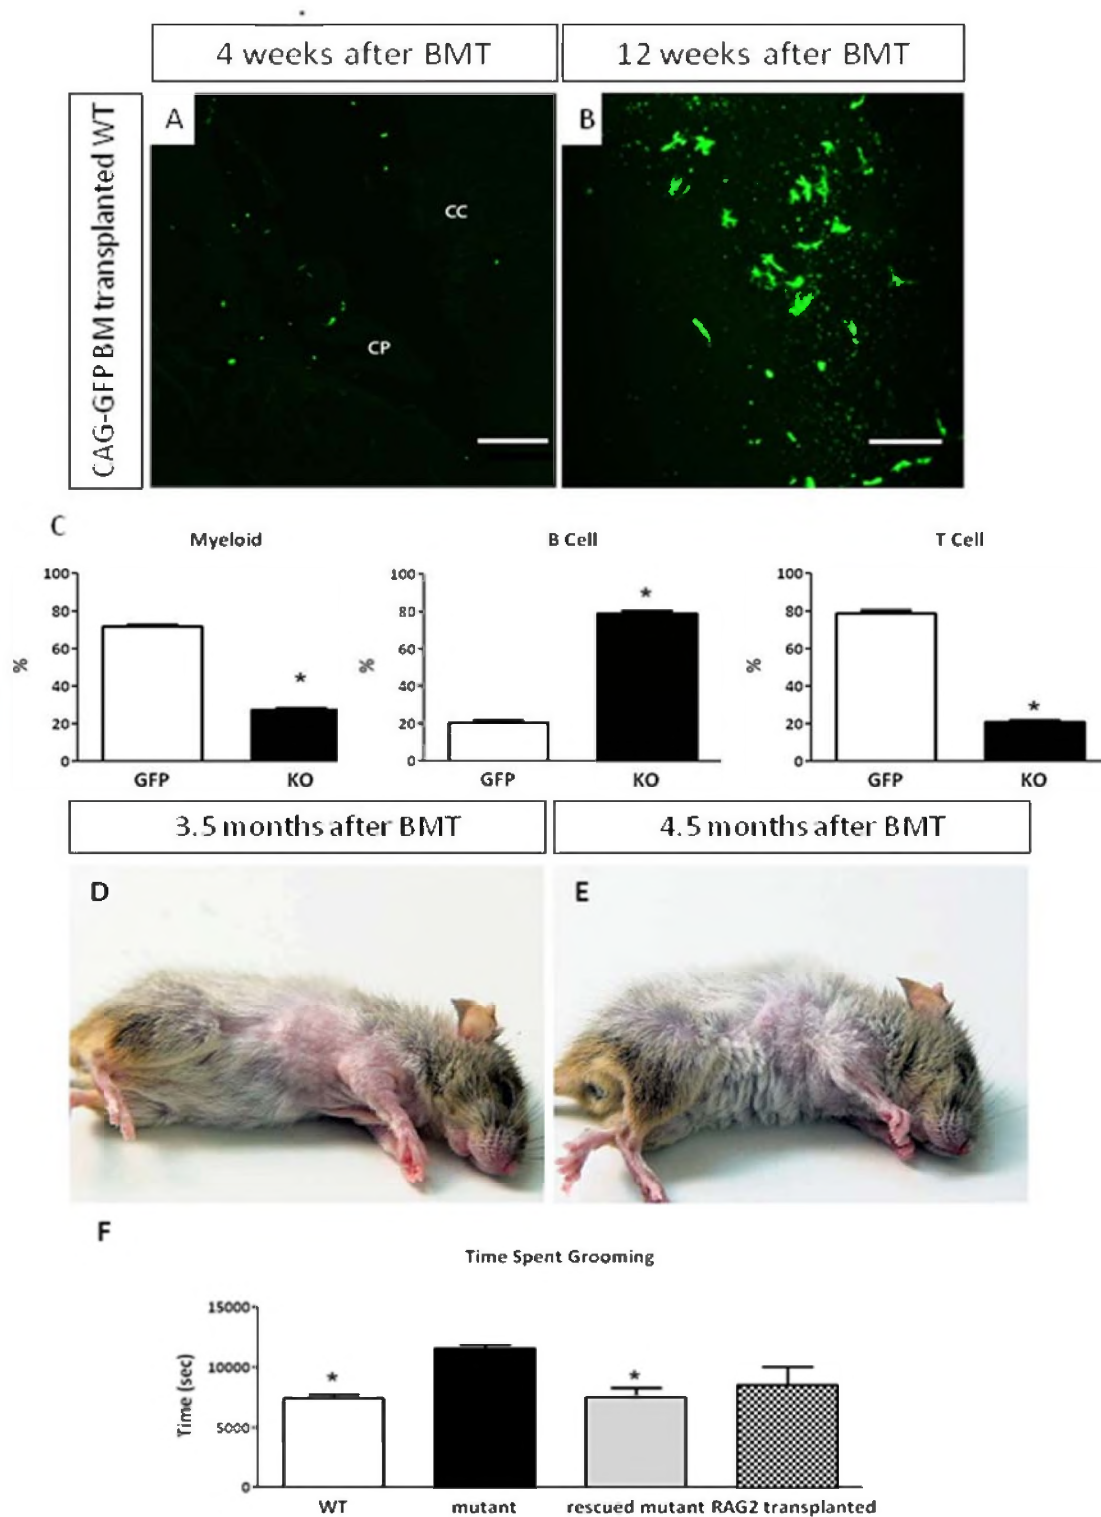 4 weeks after BMT
12 weeks after BMT
CAG-GFP BM transplanted WT
A
B
CC
CP
C
Myeloid
B Cell
T Cell
100
80
60
40
20
0
%
*
GFP
KO
100
80
60
40
20
0
%
*
GFP
KO
100
80
60
40
20
0
%
*
GFP
KO
3.5 months after BMT
4.5 months after BMT
D
E
F
Time Spent Grooming
15000
10000
5000
0
Time (sec)
*
*
WT
mutant
rescued mutant
RAG2 transplanted